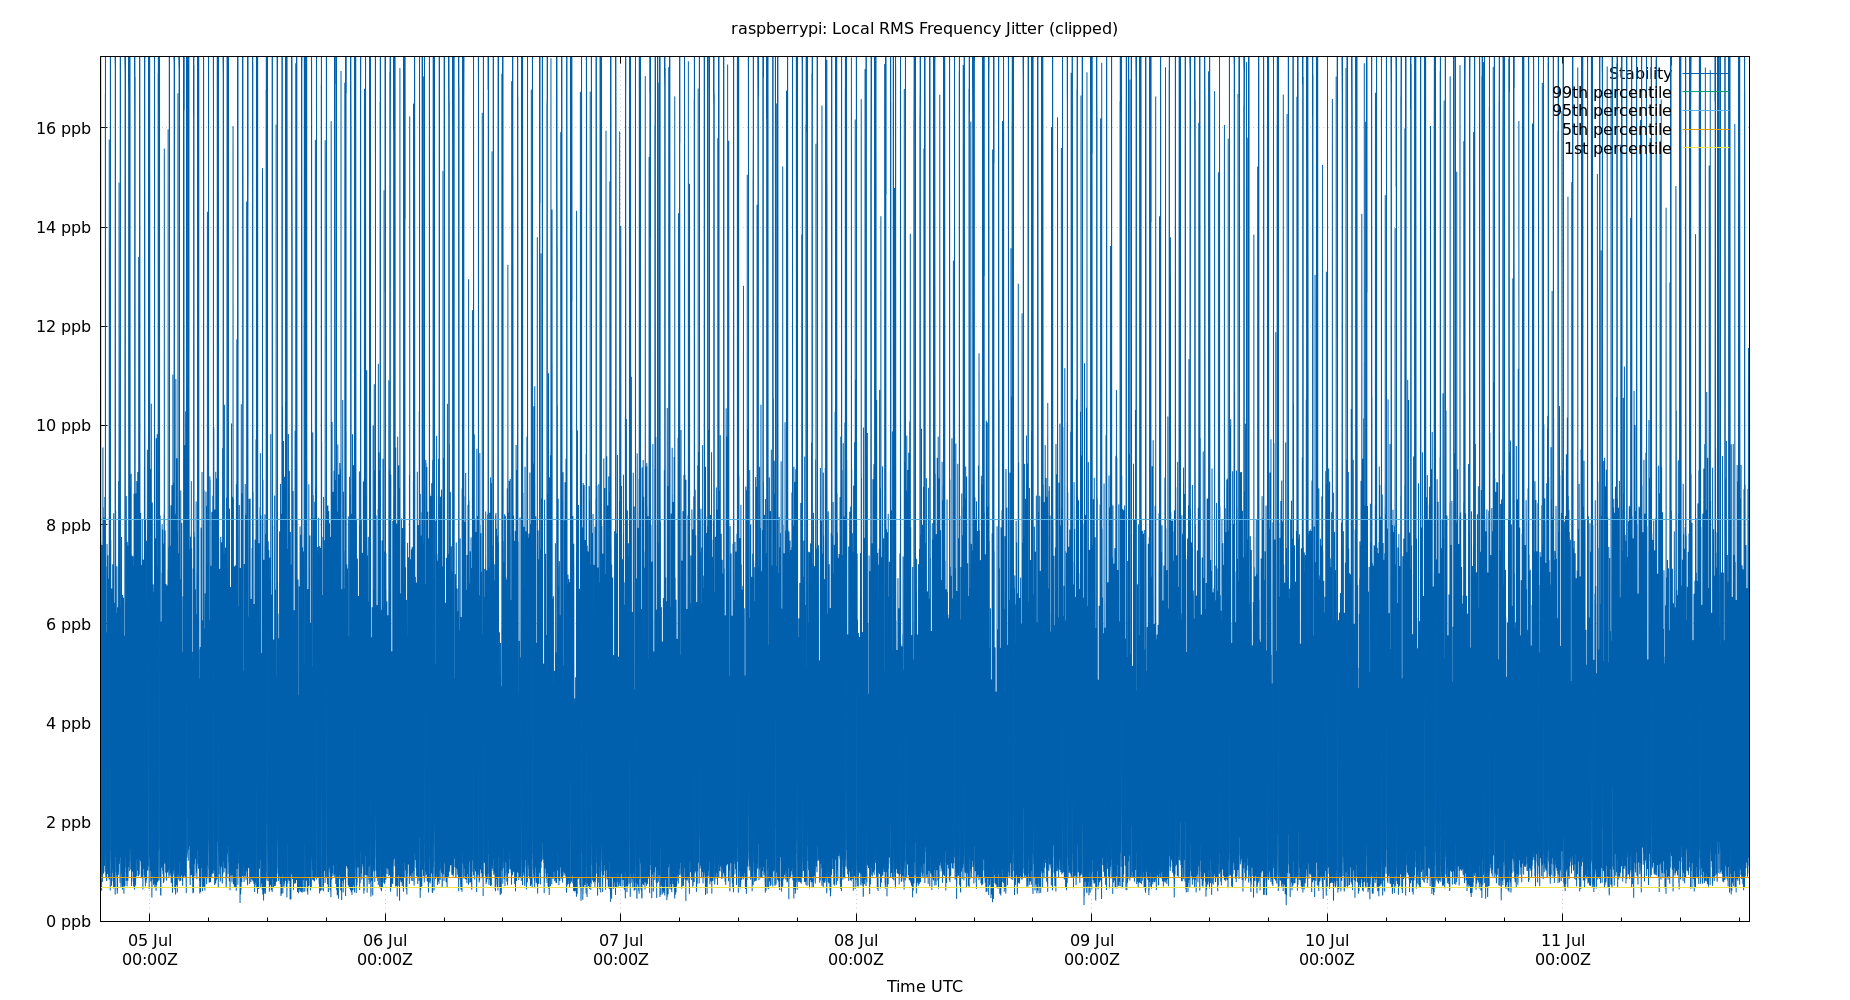 raspberrypi: Local RMS Frequency Jitter (clipped)
Stability
99th percentile
95th percentile
5th percentile
1st percentile
16 ppb
14 ppb
12 ppb
10 ppb
8 ppb
6 ppb
4 ppb
2 ppb
0 ppb
05 Jul 06 Jul 07 Jul 08 Jul 09 Jul 10 Jul 11 Jul
00:00Z 00:00Z 00:00Z 00:00Z 00:00Z 00:00Z 00:00Z
Time UTC